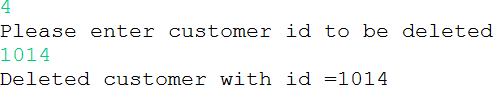 4
Please enter customer id to be deleted
1014
Deleted customer with id =1014